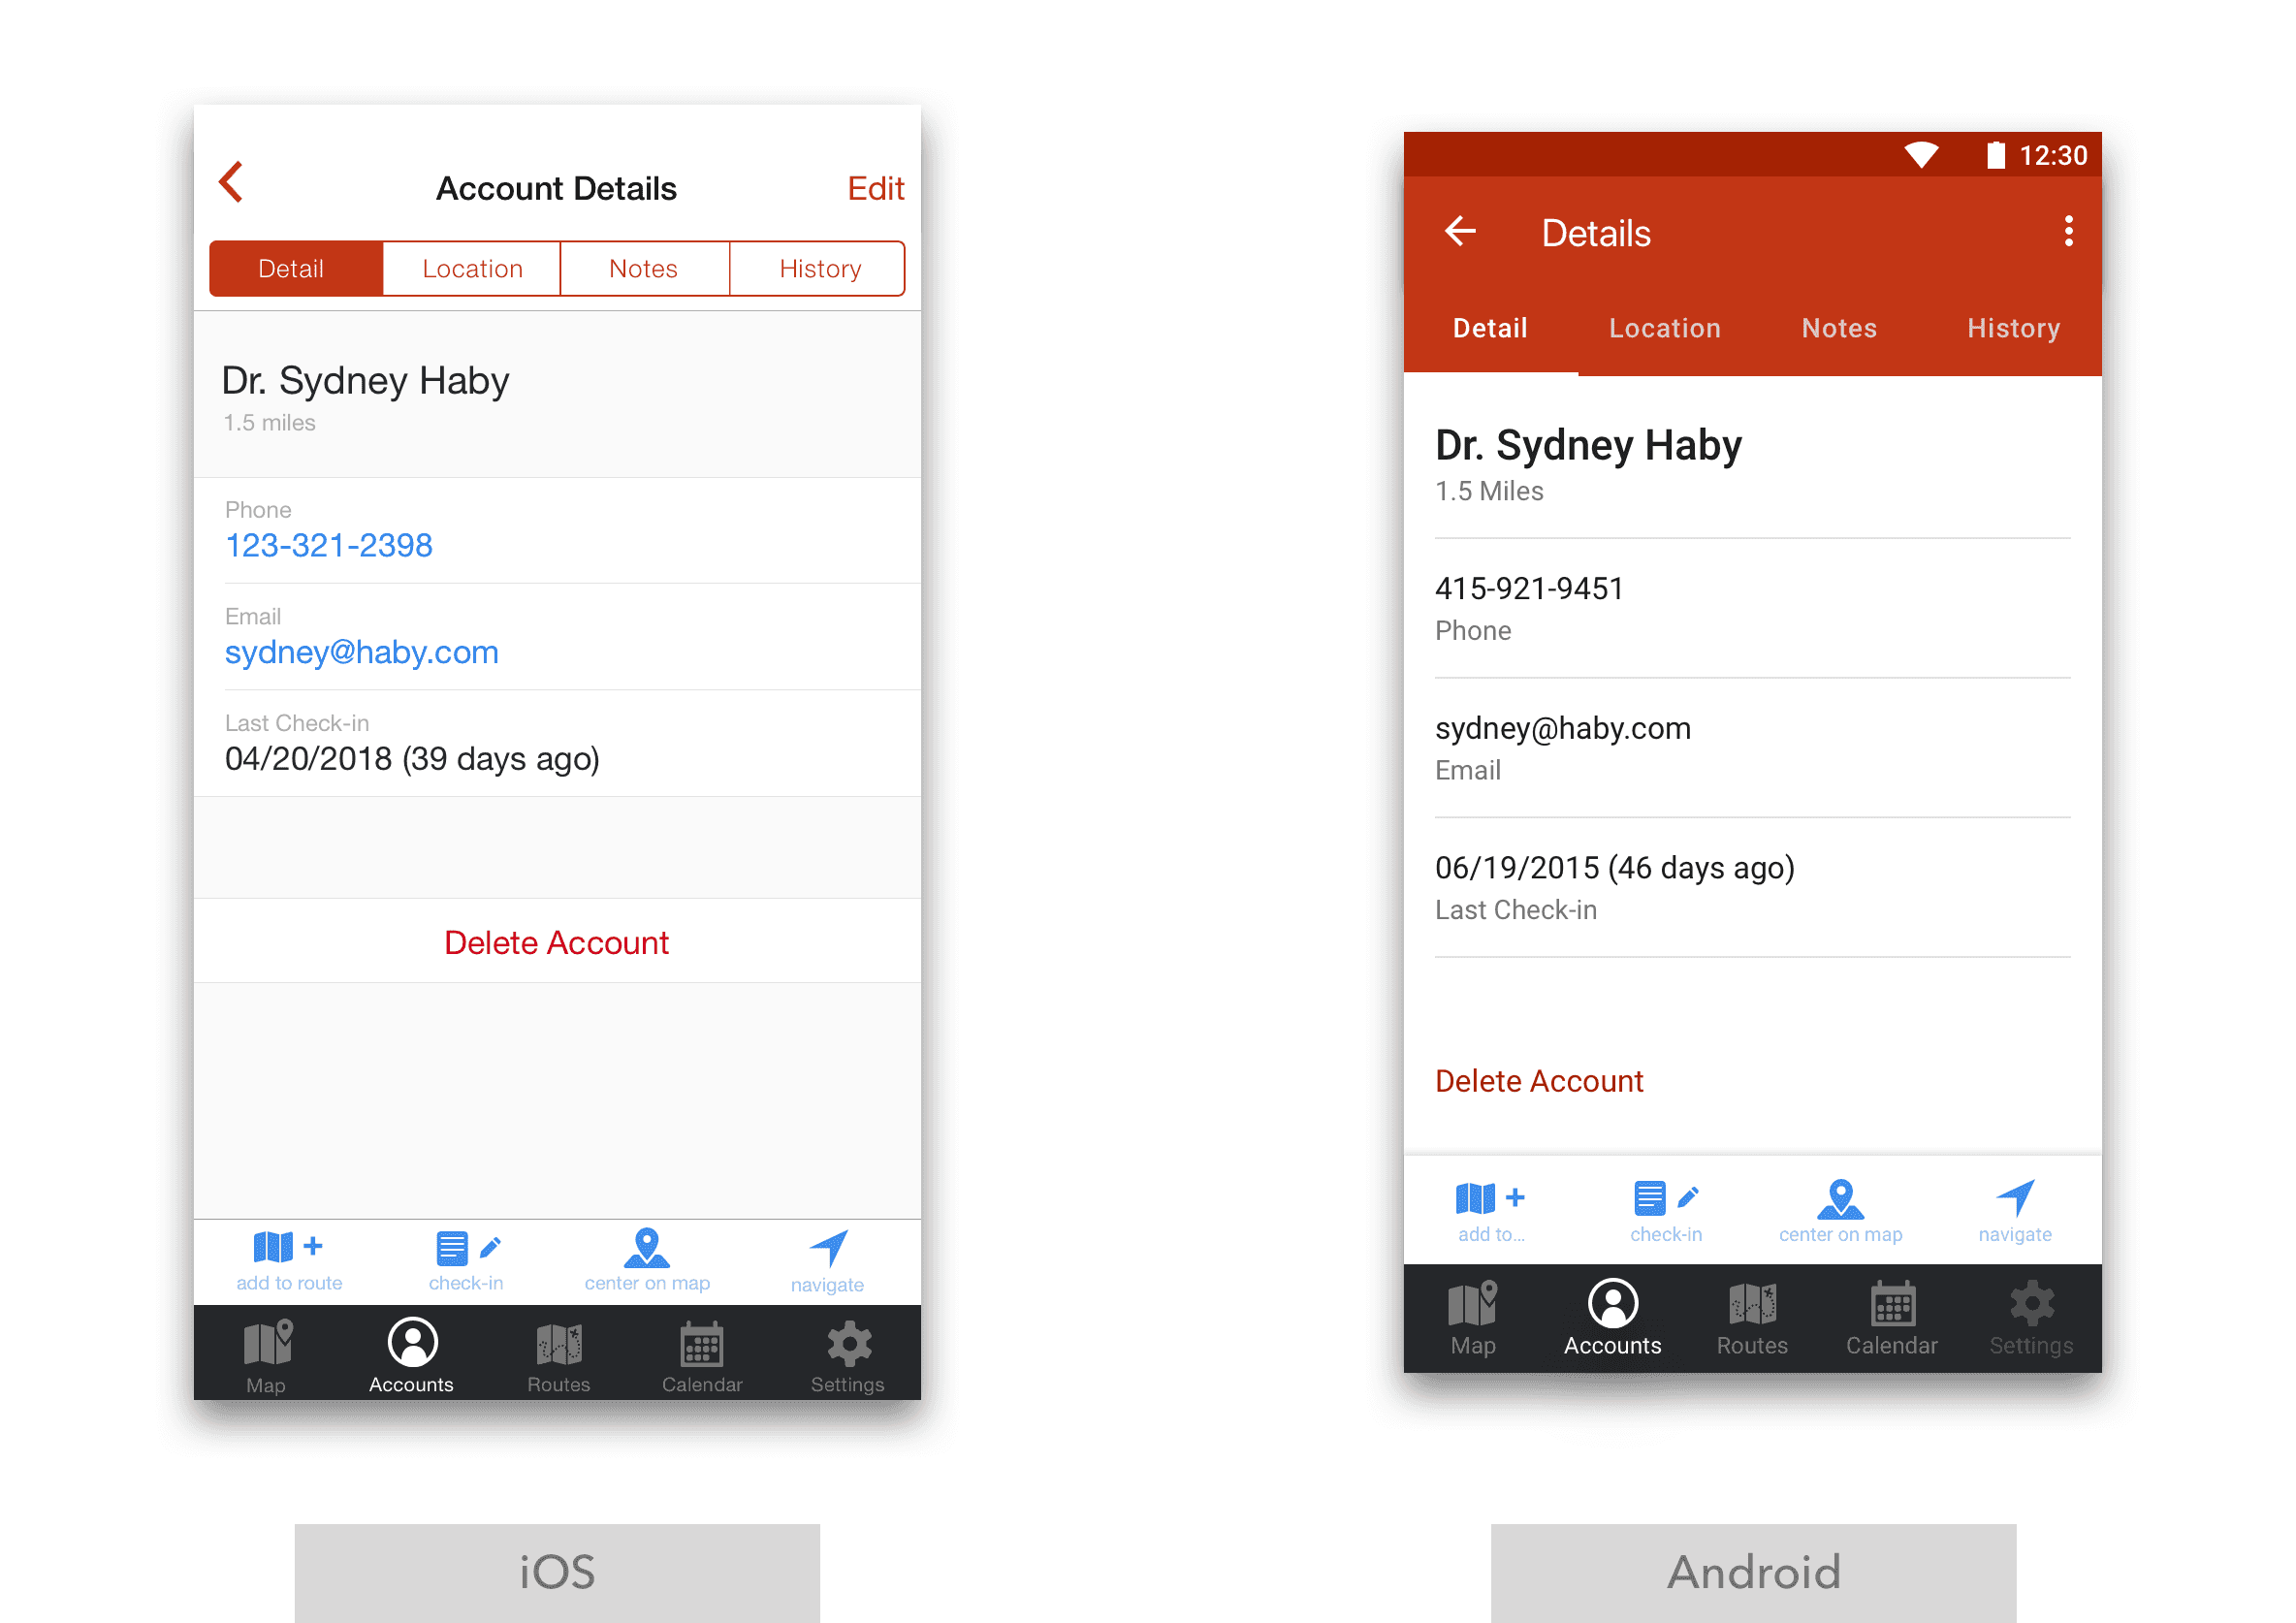 Account Details
Edit
Detail
Location
Notes
History
Dr. Sydney Haby
1.5 miles
Phone
123-321-2398
Email
sydney@haby.com
Last Check-in
04/20/2018 (39 days ago)
Delete Account
add to route
check-in
center on map
navigate
Map
Accounts
Routes
Calendar
Settings
iOS
12:30
Details
Detail
Location
Notes
History
Dr. Sydney Haby
1.5 Miles
415-921-9451
Phone
sydney@haby.com
Email
06/19/2015 (46 days ago)
Last Check-in
Delete Account
add to...
check-in
center on map
navigate
Map
Accounts
Routes
Calendar
Settings
Android